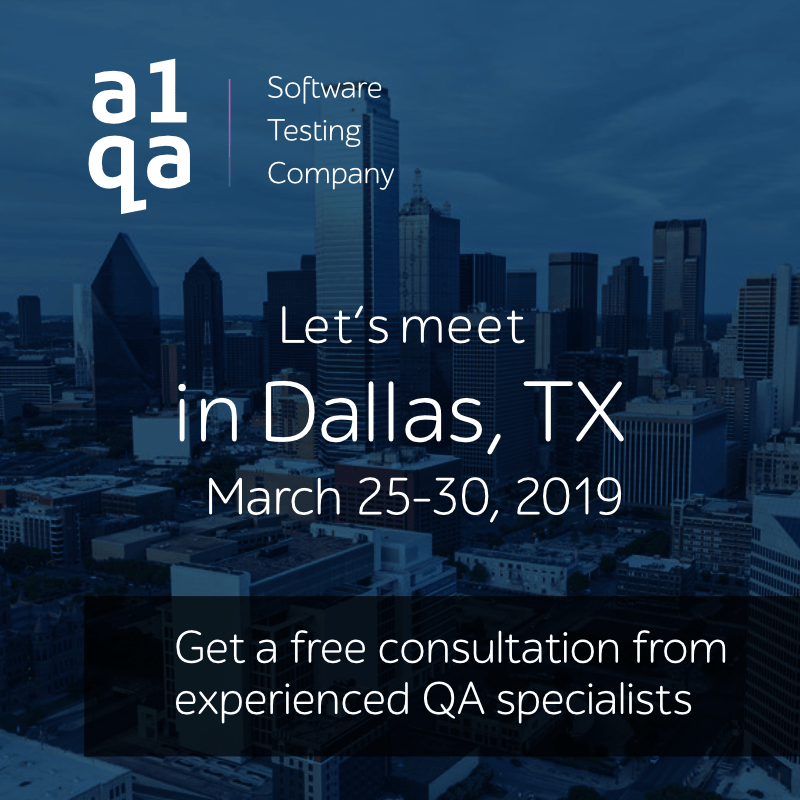 a1
qa
Software
Testing
Company
Let's meet
in Dallas, TX
March 25-30, 2019
Get a free consultation from
experienced QA specialists